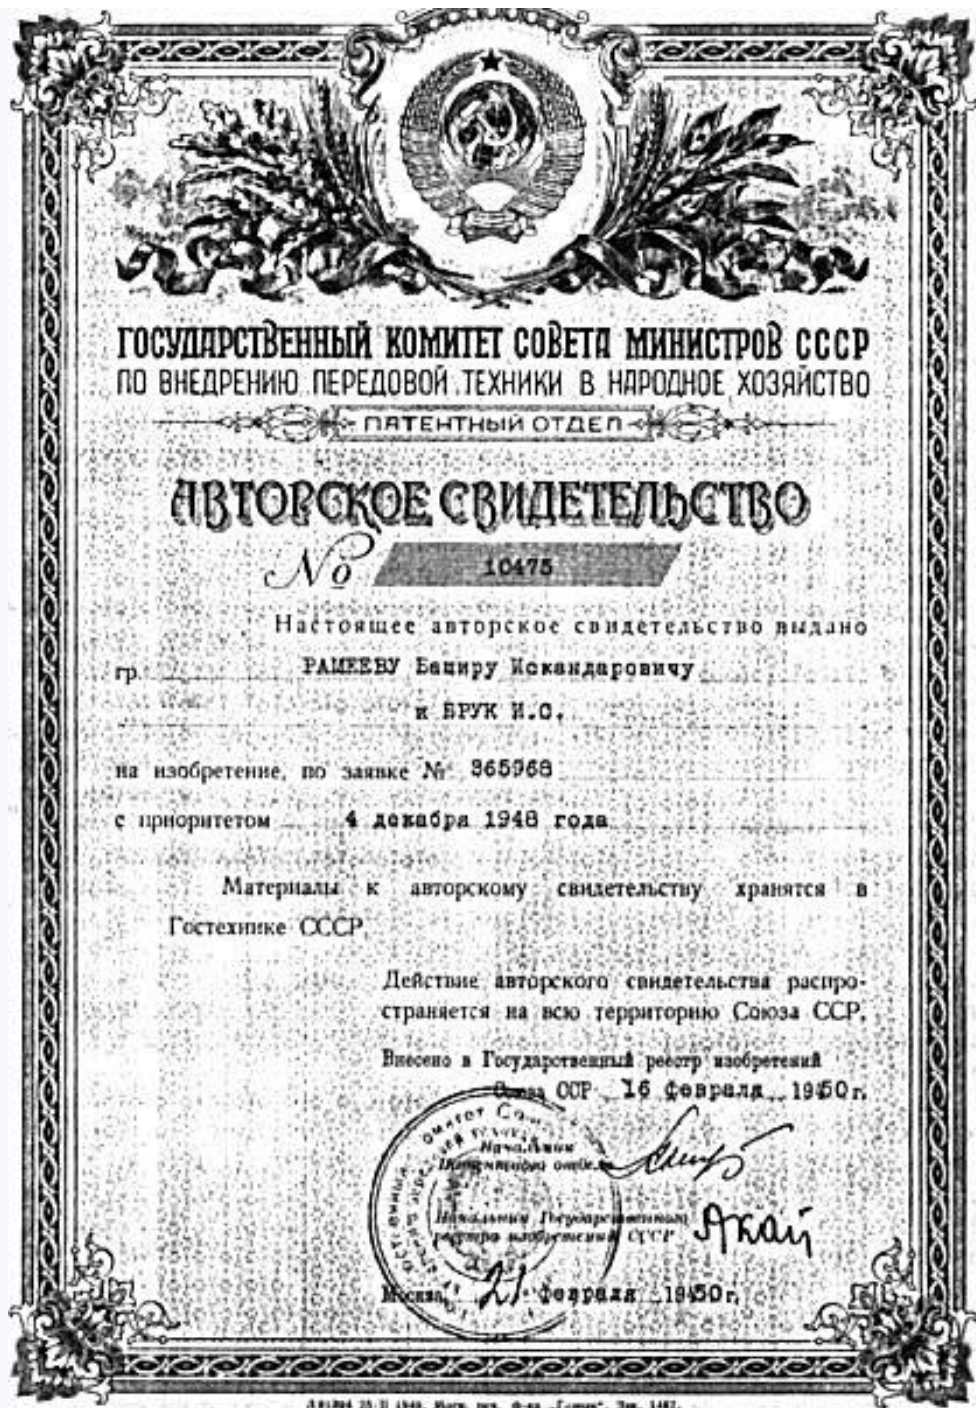 ГОСУДАРСТВЕННЫЙ КОМИТЕТ СОВЕТА МИНИСТРОВ СССР
ПО ВНЕДРЕНИЮ ПЕРЕДОВОЙ ТЕХНИКИ В НАРОДНОЕ ХОЗЯЙСТВО
ПАТЕНТНЫЙ ОТДЕЛ
АВТОРСКОЕ СВИДЕТЕЛЬСТВО
№ 10475
Настоящее авторское свидетельство выдано
гр. РАМЕЕВУ Баширу Искандаровичу
и БРУК И.С.
на изобретение, по заявке № 365968
с приоритетом 4 декабря 1948 года
Материалы к авторскому свидетельству хранятся в
Гостехнике СССР.
Действие авторского свидетельства распро-
страняется на всю территорию Союза ССР.
Внесено в Государственный реестр изобретений
Союза ССР 16 февраля 1950 г.
Начальник
Патентного отдела
Начальник Государственного
реестра изобретений СССР
Москва, 21 февраля 1950 г.